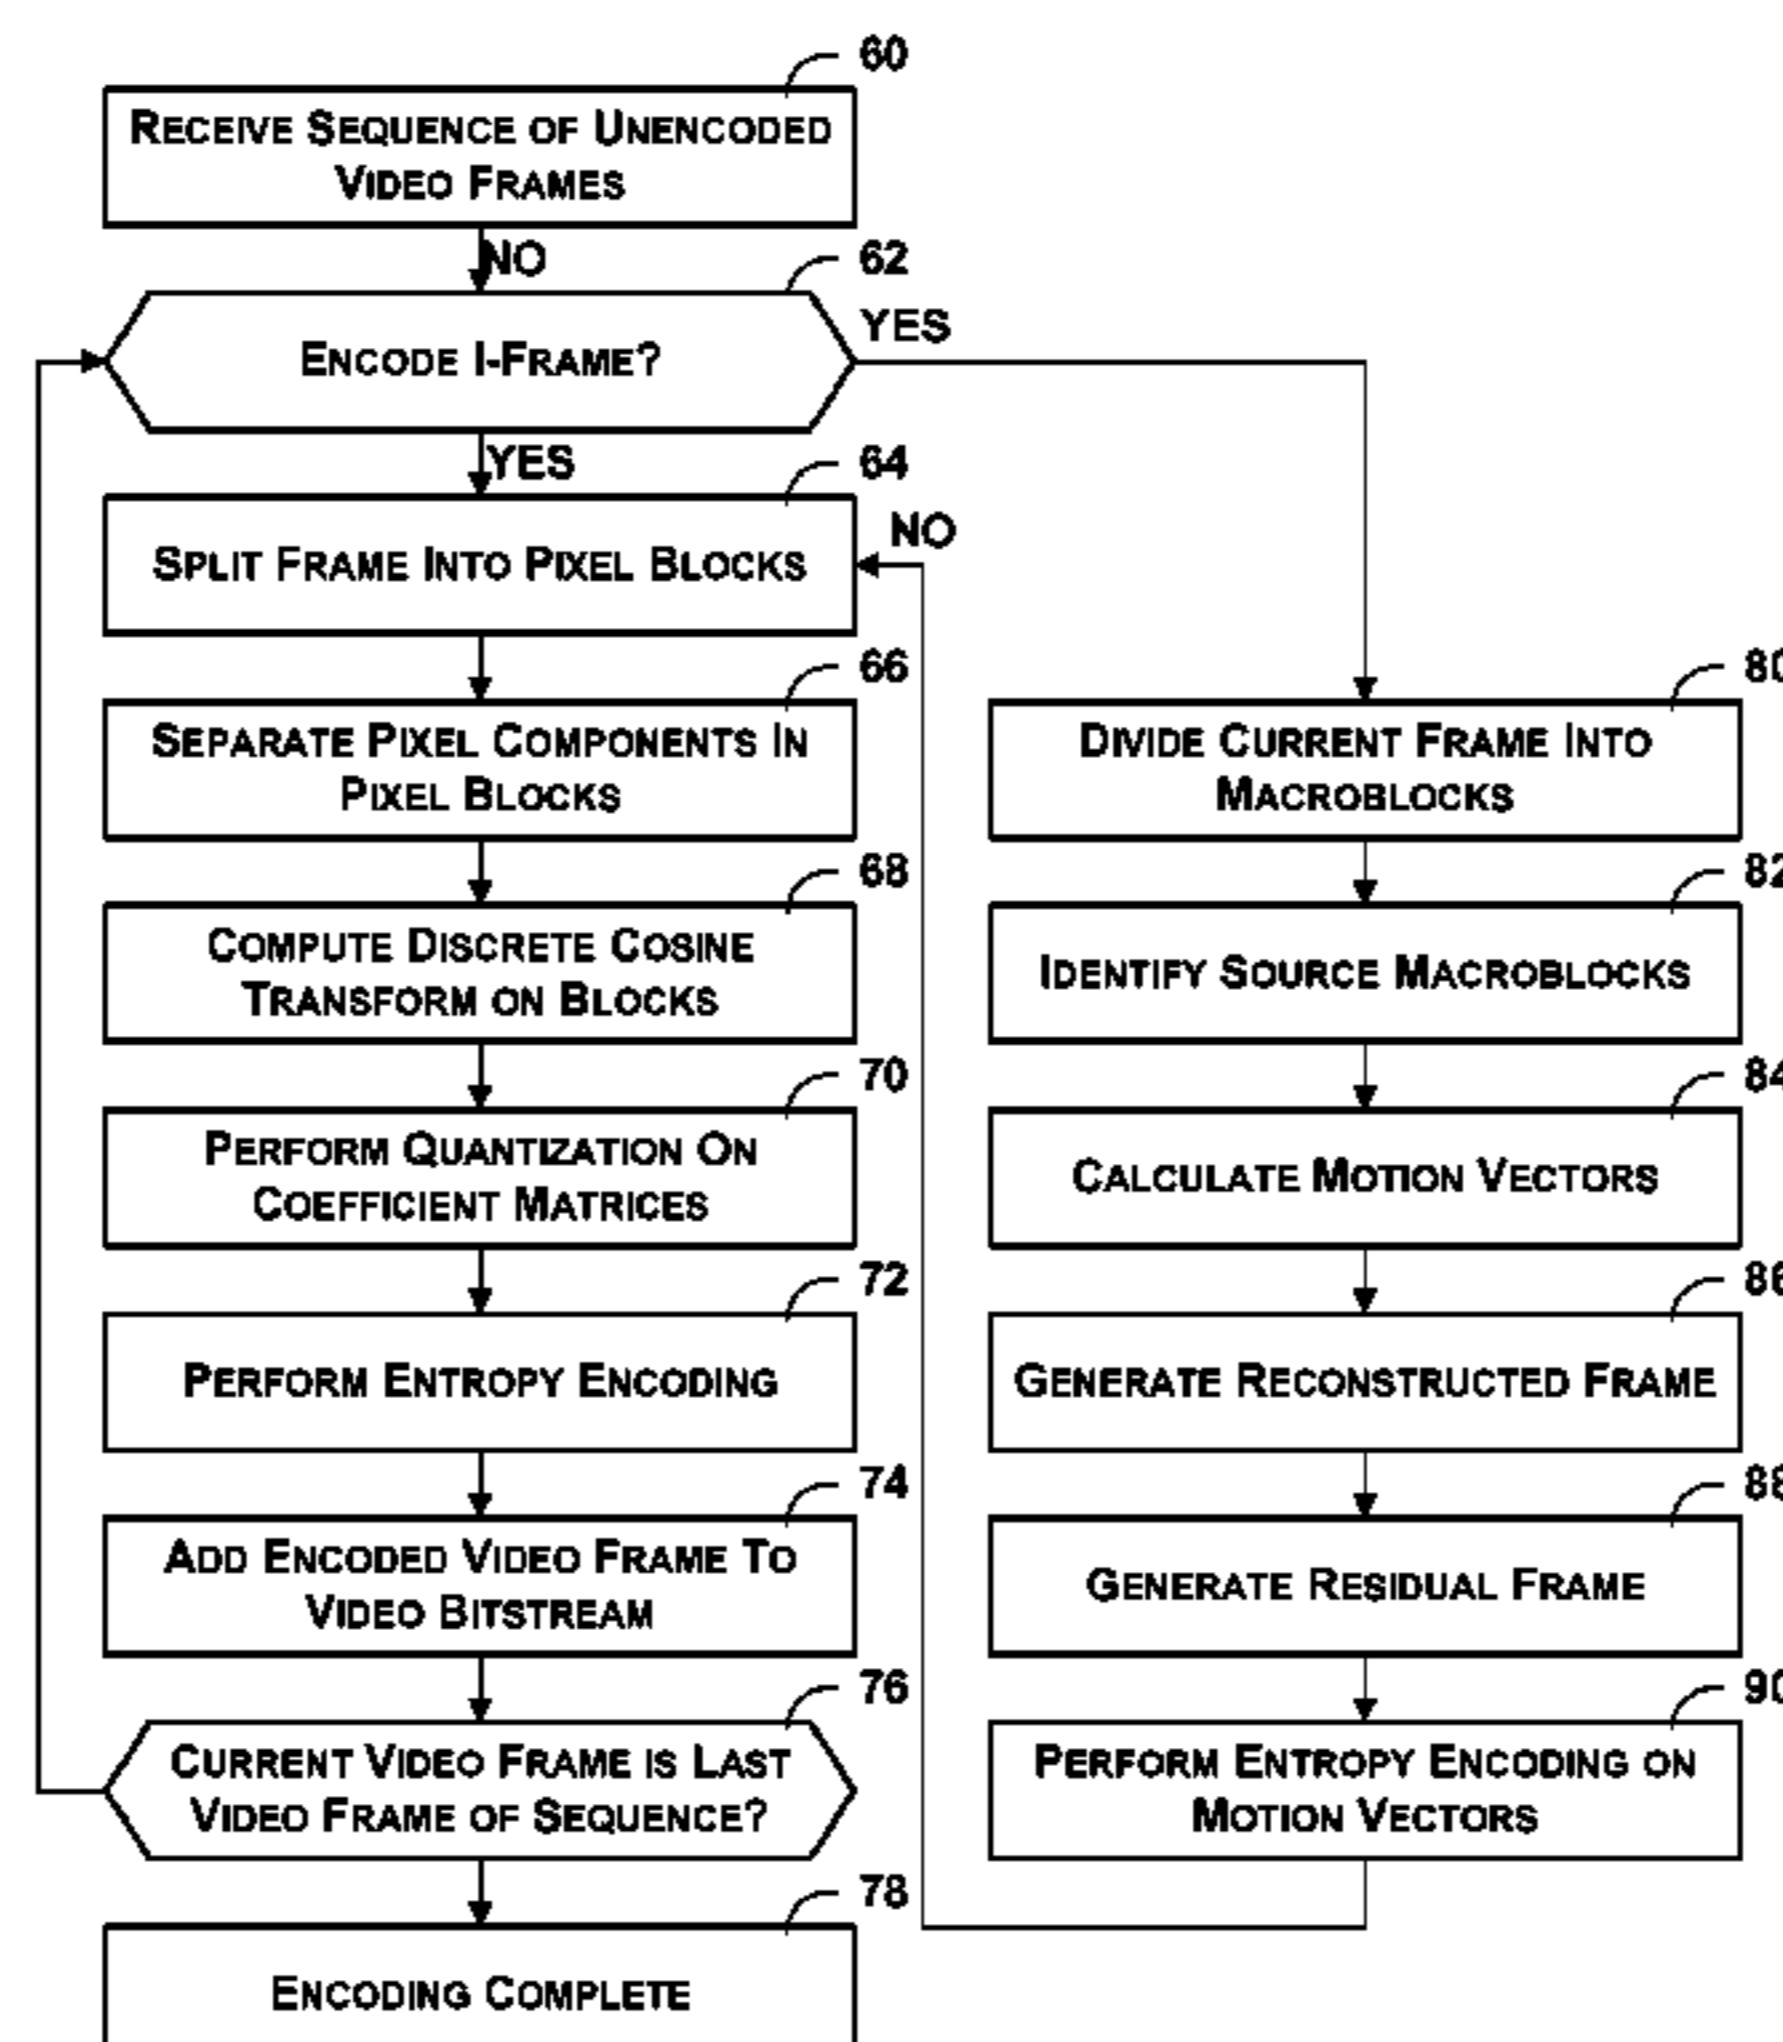 60
RECEIVE SEQUENCE OF UNENCODED
VIDEO FRAMES
NO
62
YES
ENCODE I-FRAME?
YES
64
NO
SPLIT FRAME INTO PIXEL BLOCKS
66
SEPARATE PIXEL COMPONENTS IN
PIXEL BLOCKS
68
COMPUTE DISCRETE COSINE
TRANSFORM ON BLOCKS
70
PERFORM QUANTIZATION ON
COEFFICIENT MATRICES
72
PERFORM ENTROPY ENCODING
74
ADD ENCODED VIDEO FRAME TO
VIDEO BITSTREAM
76
CURRENT VIDEO FRAME IS LAST
VIDEO FRAME OF SEQUENCE?
78
ENCODING COMPLETE
80
DIVIDE CURRENT FRAME INTO
MACROBLOCKS
82
IDENTIFY SOURCE MACROBLOCKS
84
CALCULATE MOTION VECTORS
86
GENERATE RECONSTRUCTED FRAME
88
GENERATE RESIDUAL FRAME
90
PERFORM ENTROPY ENCODING ON
MOTION VECTORS